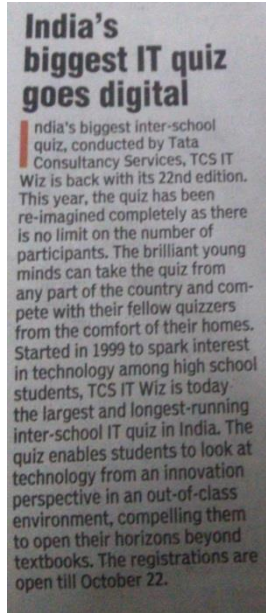 India's
biggest IT quiz
goes digital
India's biggest inter-school
quiz, conducted by Tata
Consultancy Services, TCS IT
Wiz is back with its 22nd edition.
This year, the quiz has been
re-imagined completely as there
is no limit on the number of
participants. The brilliant young
minds can take the quiz from
any part of the country and com-
pete with their fellow quizzers
from the comfort of their homes.
Started in 1999 to spark interest
in technology among high school
students, TCS IT Wiz is today
the largest and longest-running
inter-school IT quiz in India. The
quiz enables students to look at
technology from an innovation
perspective in an out-of-class
environment, compelling them
to open their horizons beyond
textbooks. The registrations are
open till October 22.